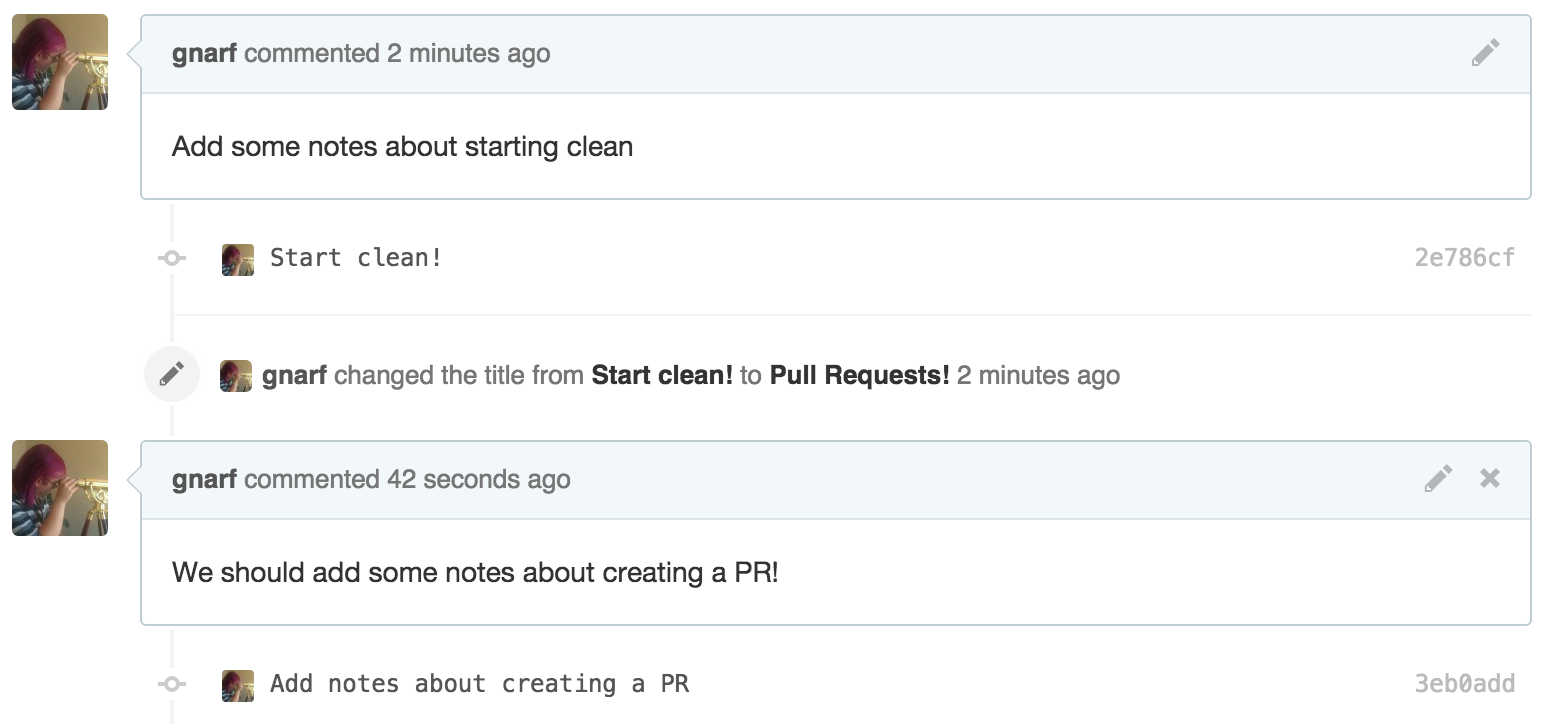 gnarf commented 2 minutes ago
Add some notes about starting clean
Start clean! 2e786cf
gnarf changed the title from Start clean! to Pull Requests! 2 minutes ago
gnarf commented 42 seconds ago
We should add some notes about creating a PR!
Add notes about creating a PR 3eb0add